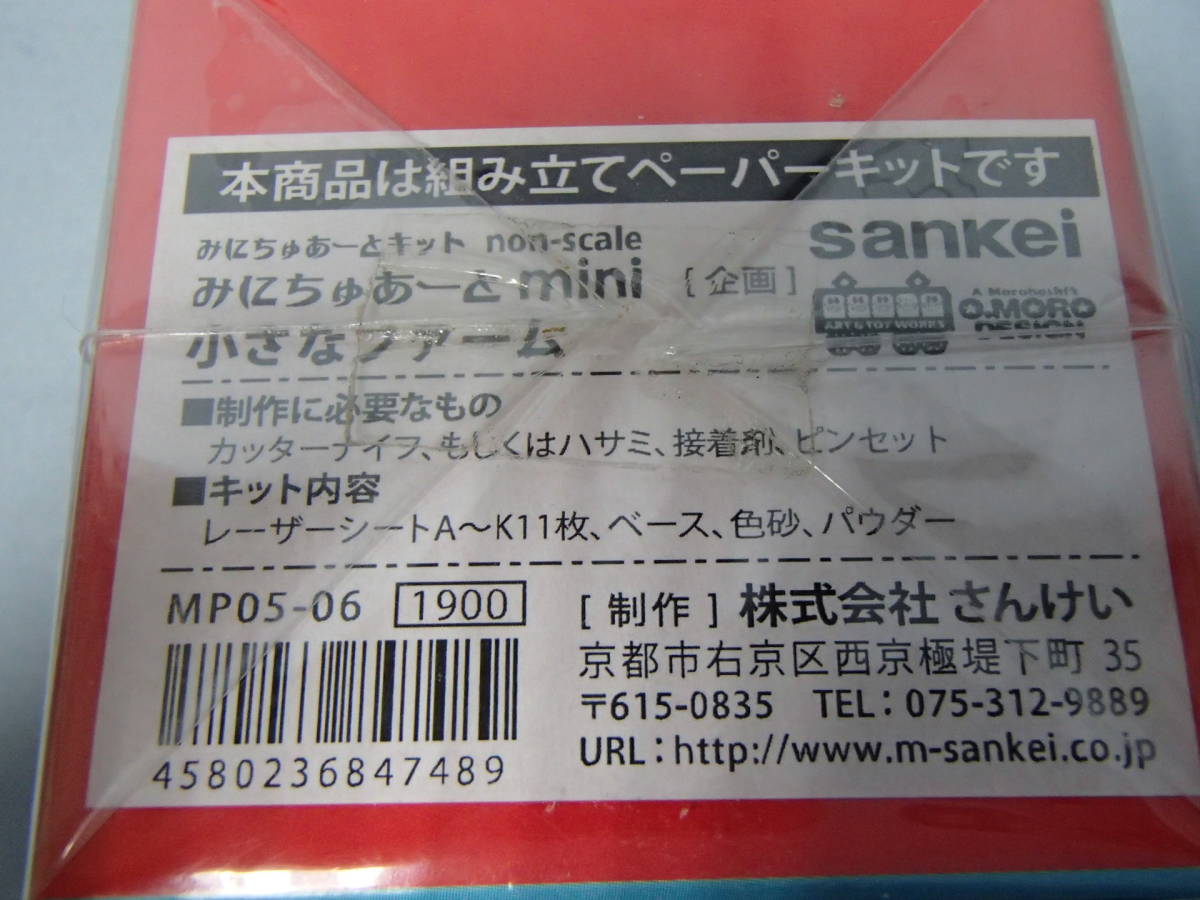 本商品は組み立てペーパーキットです
みにちゅあーとキット non-scale
みにちゅあーと mini [企画]
小さなファーム
sankei
ART & TOY WORKS
A Morohoshi's
O.MORO
DESIGN
■制作に必要なもの
カッターナイフ、もしくはハサミ、接着剤、ピンセット
■キット内容
レーザーシートA〜K11枚、ベース、色砂、パウダー
MP05-06 1900
4580236847489
[制作] 株式会社 さんけい
京都市右京区西京極堤下町 35
〒615-0835 TEL：075-312-9889
URL：http://www.m-sankei.co.jp